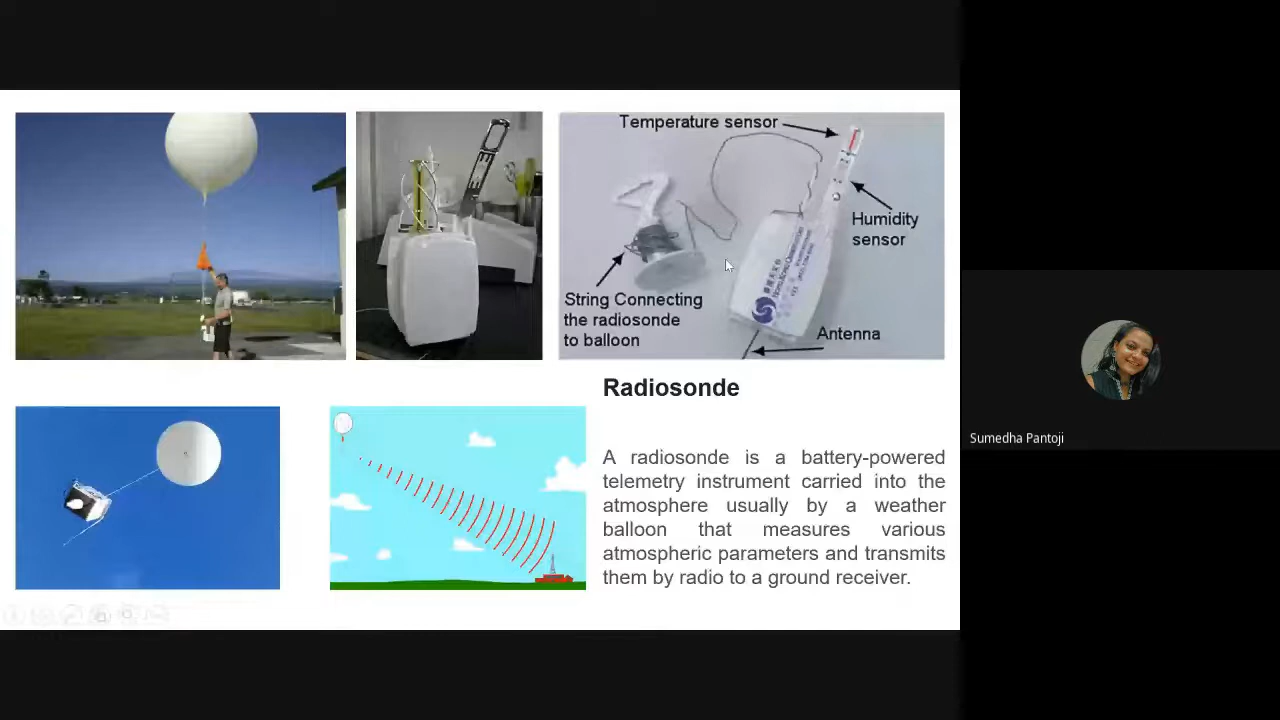 Temperature sensor
Humidity
sensor
String Connecting
the radiosonde
to balloon
Antenna
Radiosonde
A radiosonde is a battery-powered
telemetry instrument carried into the
atmosphere usually by a weather
balloon that measures various
atmospheric parameters and transmits
them by radio to a ground receiver.
Sumedha Pantoji